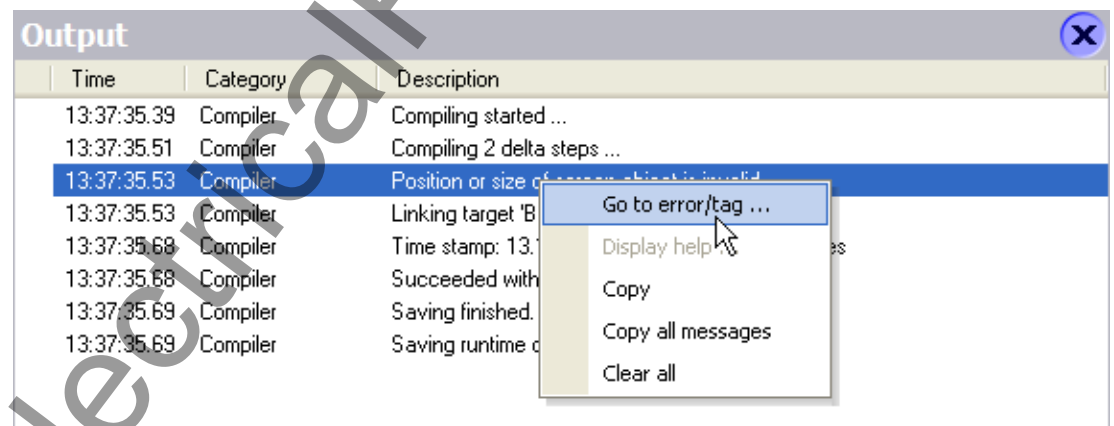 Output
Time Category Description
13:37:35.39 Compiler Compiling started ...
13:37:35.51 Compiler Compiling 2 delta steps ...
13:37:35.53 Compiler Position or size of screen object is invalid
13:37:35.53 Compiler Linking target 'B
13:37:35.68 Compiler Time stamp: 13.
13:37:35.68 Compiler Succeeded with
13:37:35.69 Compiler Saving finished.
13:37:35.69 Compiler Saving runtime
Go to error/tag ...
Display help
Copy
Copy all messages
Clear all